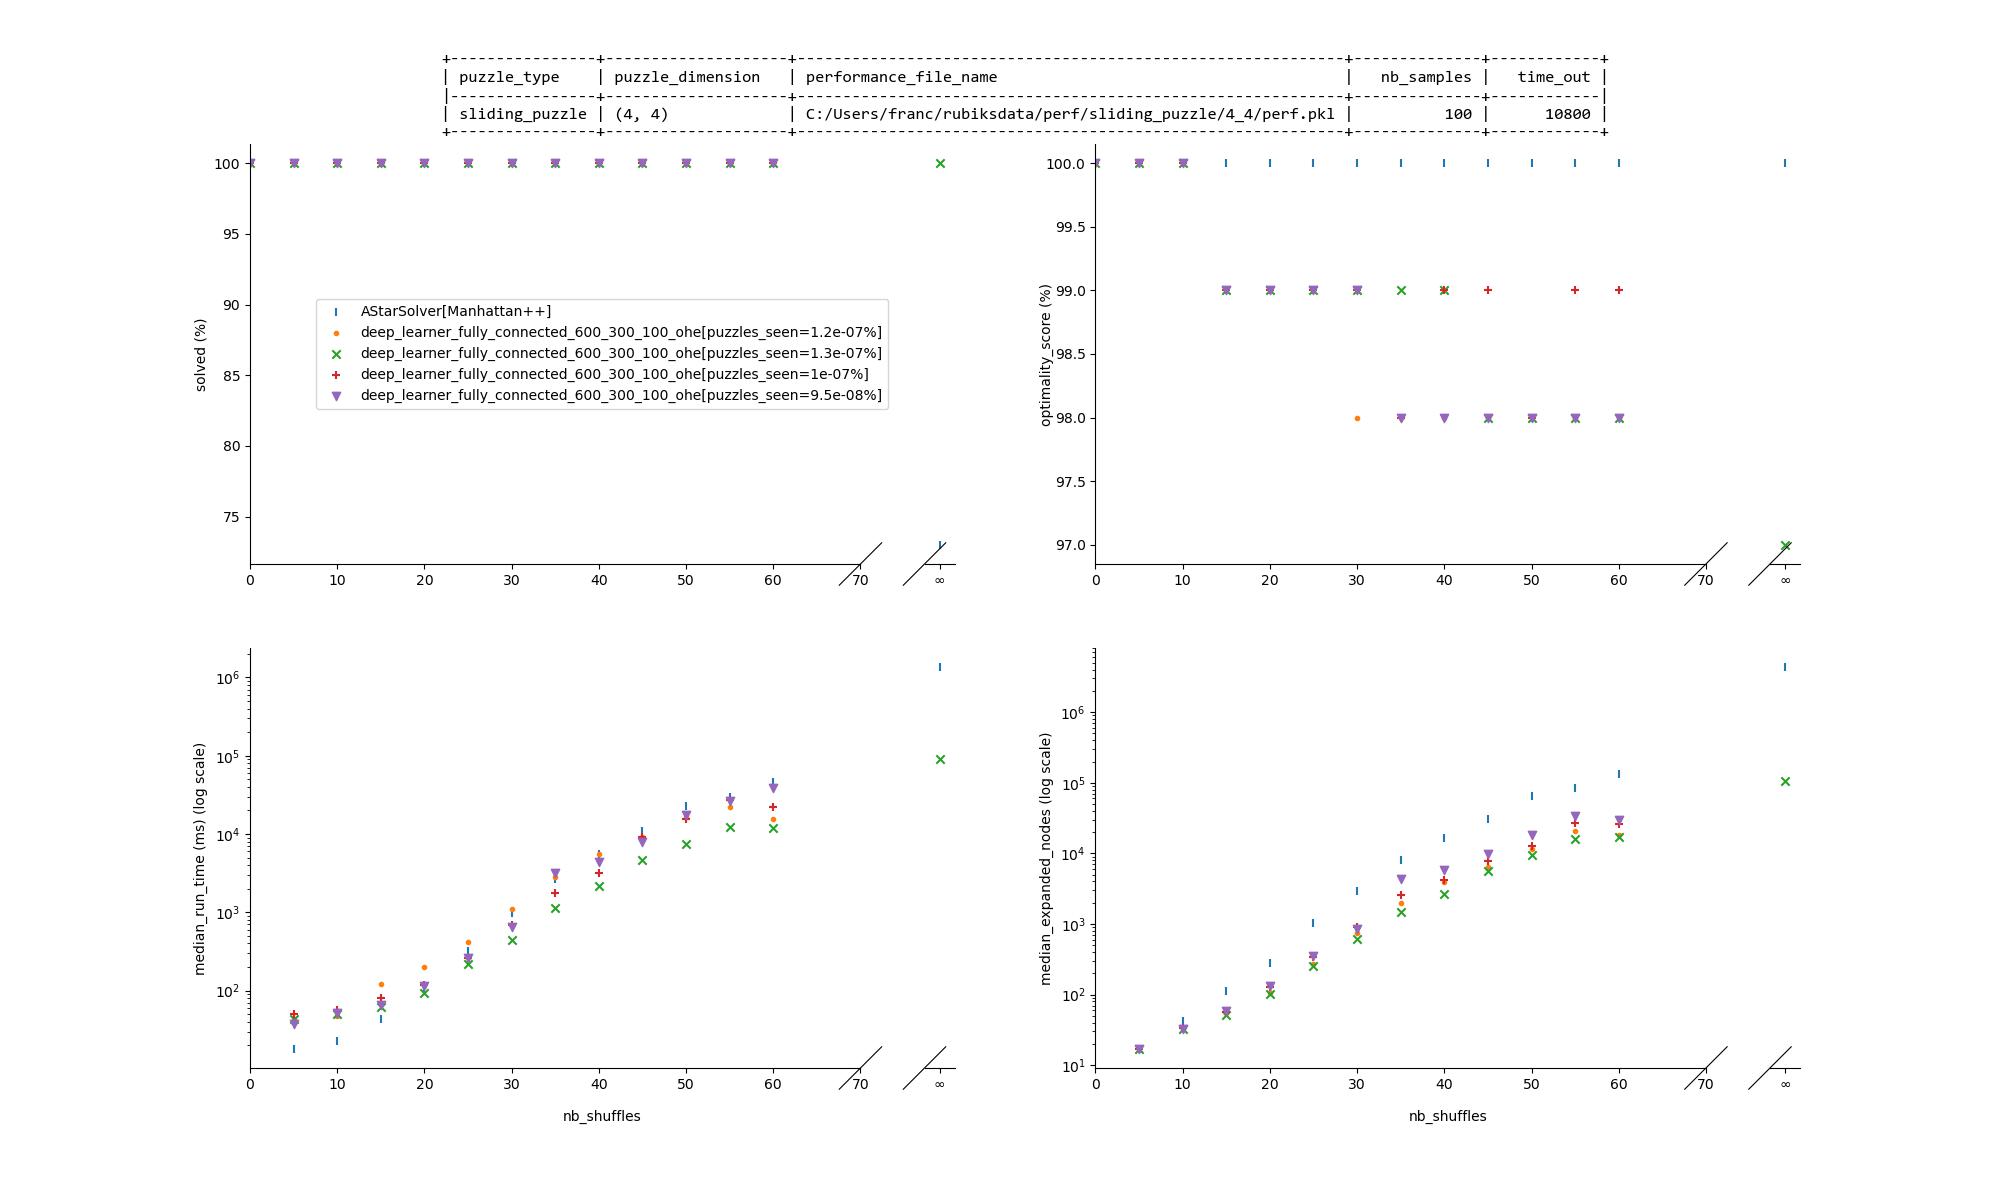 +----------------+--------------------+-----------------------------------------------------------+--------------+------------+
| puzzle_type | puzzle_dimension | performance_file_name | nb_samples | time_out |
|----------------+--------------------+-----------------------------------------------------------+--------------+------------|
| sliding_puzzle | (4, 4) | C:/Users/franc/rubiksdata/perf/sliding_puzzle/4_4/perf.pkl | 100 | 10800 |
+----------------+--------------------+-----------------------------------------------------------+--------------+------------+
solved (%)
100
95
90
85
80
75
0 10 20 30 40 50 60 70 ∞
AStarSolver[Manhattan++]
deep_learner_fully_connected_600_300_100_ohe[puzzles_seen=1.2e-07%]
deep_learner_fully_connected_600_300_100_ohe[puzzles_seen=1.3e-07%]
deep_learner_fully_connected_600_300_100_ohe[puzzles_seen=1e-07%]
deep_learner_fully_connected_600_300_100_ohe[puzzles_seen=9.5e-08%]
optimality_score (%)
100.0
99.5
99.0
98.5
98.0
97.5
97.0
0 10 20 30 40 50 60 70 ∞
median_run_time (ms) (log scale)
10⁶
10⁵
10⁴
10³
10²
0 10 20 30 40 50 60 70 ∞
nb_shuffles
median_expanded_nodes (log scale)
10⁶
10⁵
10⁴
10³
10²
10¹
0 10 20 30 40 50 60 70 ∞
nb_shuffles